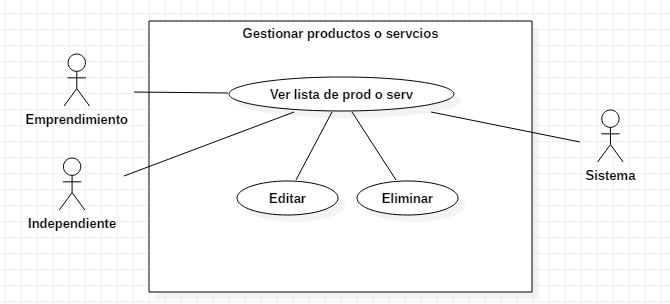 Gestionar productos o servcios
Emprendimiento
Ver lista de prod o serv
Sistema
Independiente
Editar
Eliminar